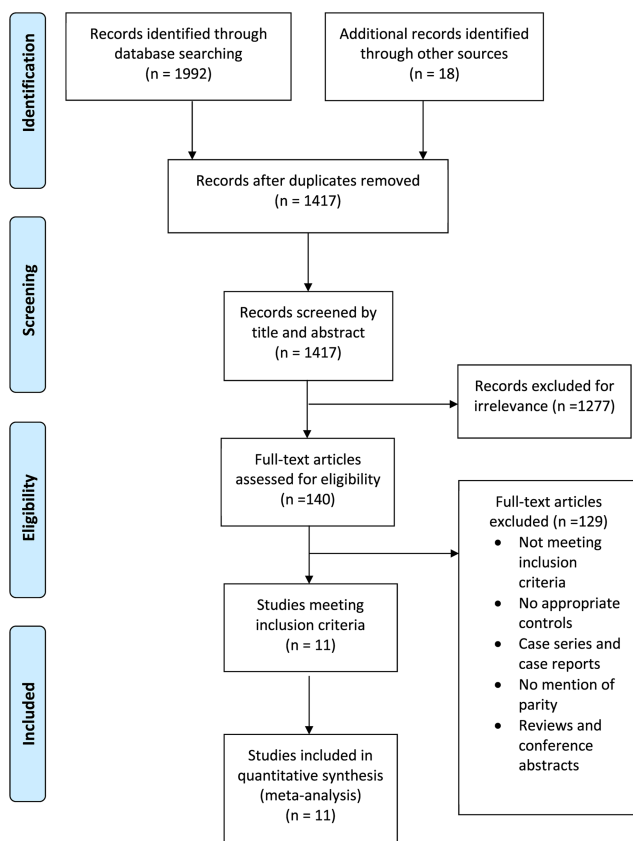 Identification
Records identified through
database searching
(n = 1992)
Additional records identified
through other sources
(n = 18)
Records after duplicates removed
(n = 1417)
Screening
Records screened by
title and abstract
(n = 1417)
Records excluded for
irrelevance (n =1277)
Eligibility
Full-text articles
assessed for eligibility
(n =140)
Full-text articles
excluded (n =129)
• Not meeting
inclusion
criteria
• No appropriate
controls
• Case series and
case reports
• No mention of
parity
• Reviews and
conference
abstracts
Studies meeting
inclusion criteria
(n = 11)
Included
Studies included in
quantitative synthesis
(meta-analysis)
(n = 11)